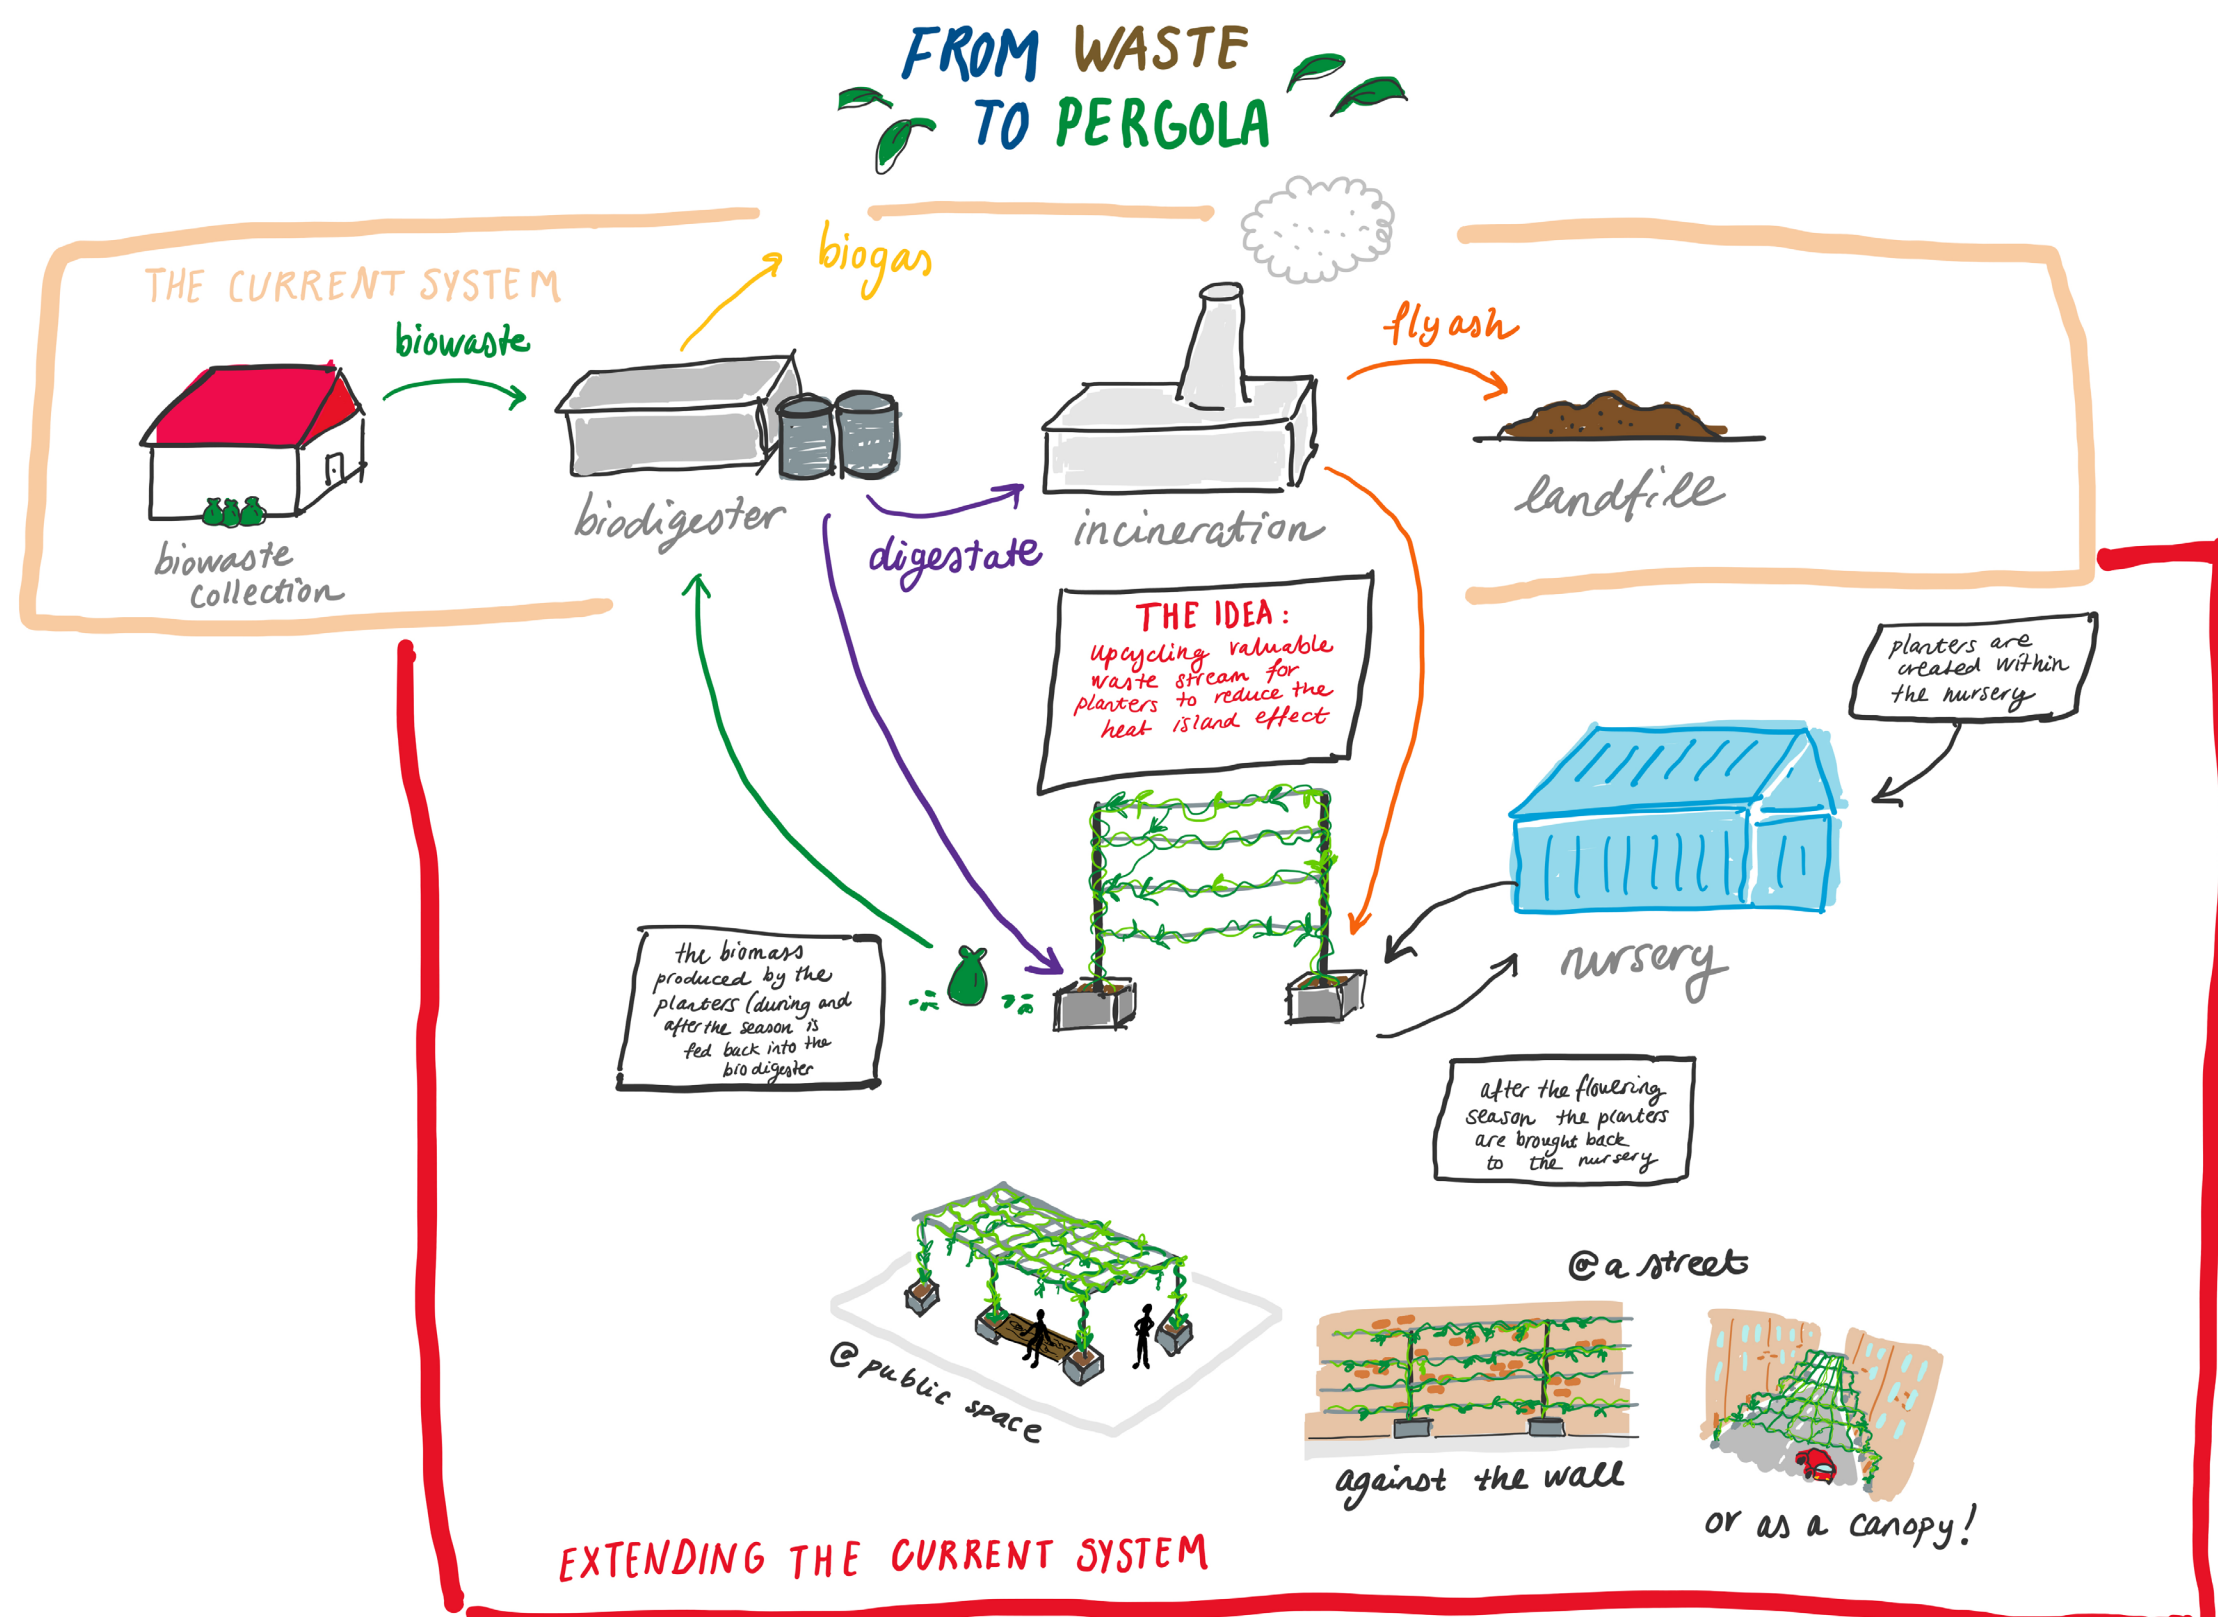 FROM WASTE
TO PERGOLA
THE CURRENT SYSTEM
biogas
biowaste
fly ash
biowaste
collection
biodigester
digestate
incineration
landfill
THE IDEA:
upcycling valuable
waste stream for
planters to reduce the
heat island effect
planters are
created within
the nursery
nursery
the biomass
produced by the
planters (during and
after the season is
fed back into the
biodigester
after the flowering
season the planters
are brought back
to the nursery
@ public space
@ a street
against the wall
or as a canopy!
EXTENDING THE CURRENT SYSTEM